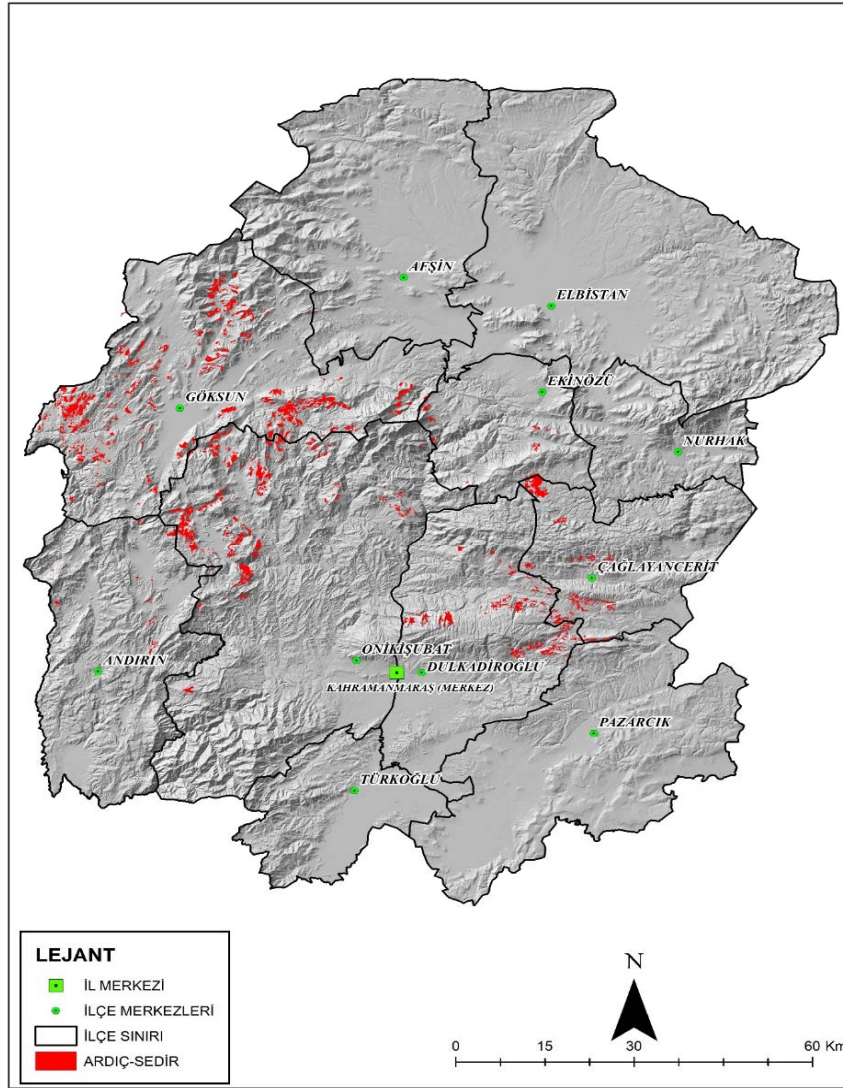 AFŞİN
ELBİSTAN
EKİNÖZÜ
GÖKSUN
NURHAK
ÇAĞLAYANCERİT
ONİKİŞUBAT
ANDIRIN
DULKADİROĞLU
KAHRAMANMARAŞ (MERKEZ)
PAZARCIK
TÜRKOĞLU
LEJANT
İL MERKEZİ
İLÇE MERKEZLERİ
İLÇE SINIRI
ARDIÇ-SEDİR
N
0 15 30 60 Km